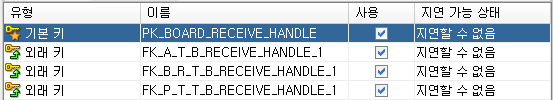 유형 이름 사용 지연 가능 상태
기본 키 PK_BOARD_RECEIVE_HANDLE 지연할 수 없음
외래 키 FK_A_T_B_RECEIVE_HANDLE_1 지연할 수 없음
외래 키 FK_B_R_T_B_RECEIVE_HANDLE_1 지연할 수 없음
외래 키 FK_P_T_T_B_RECEIVE_HANDLE_1 지연할 수 없음